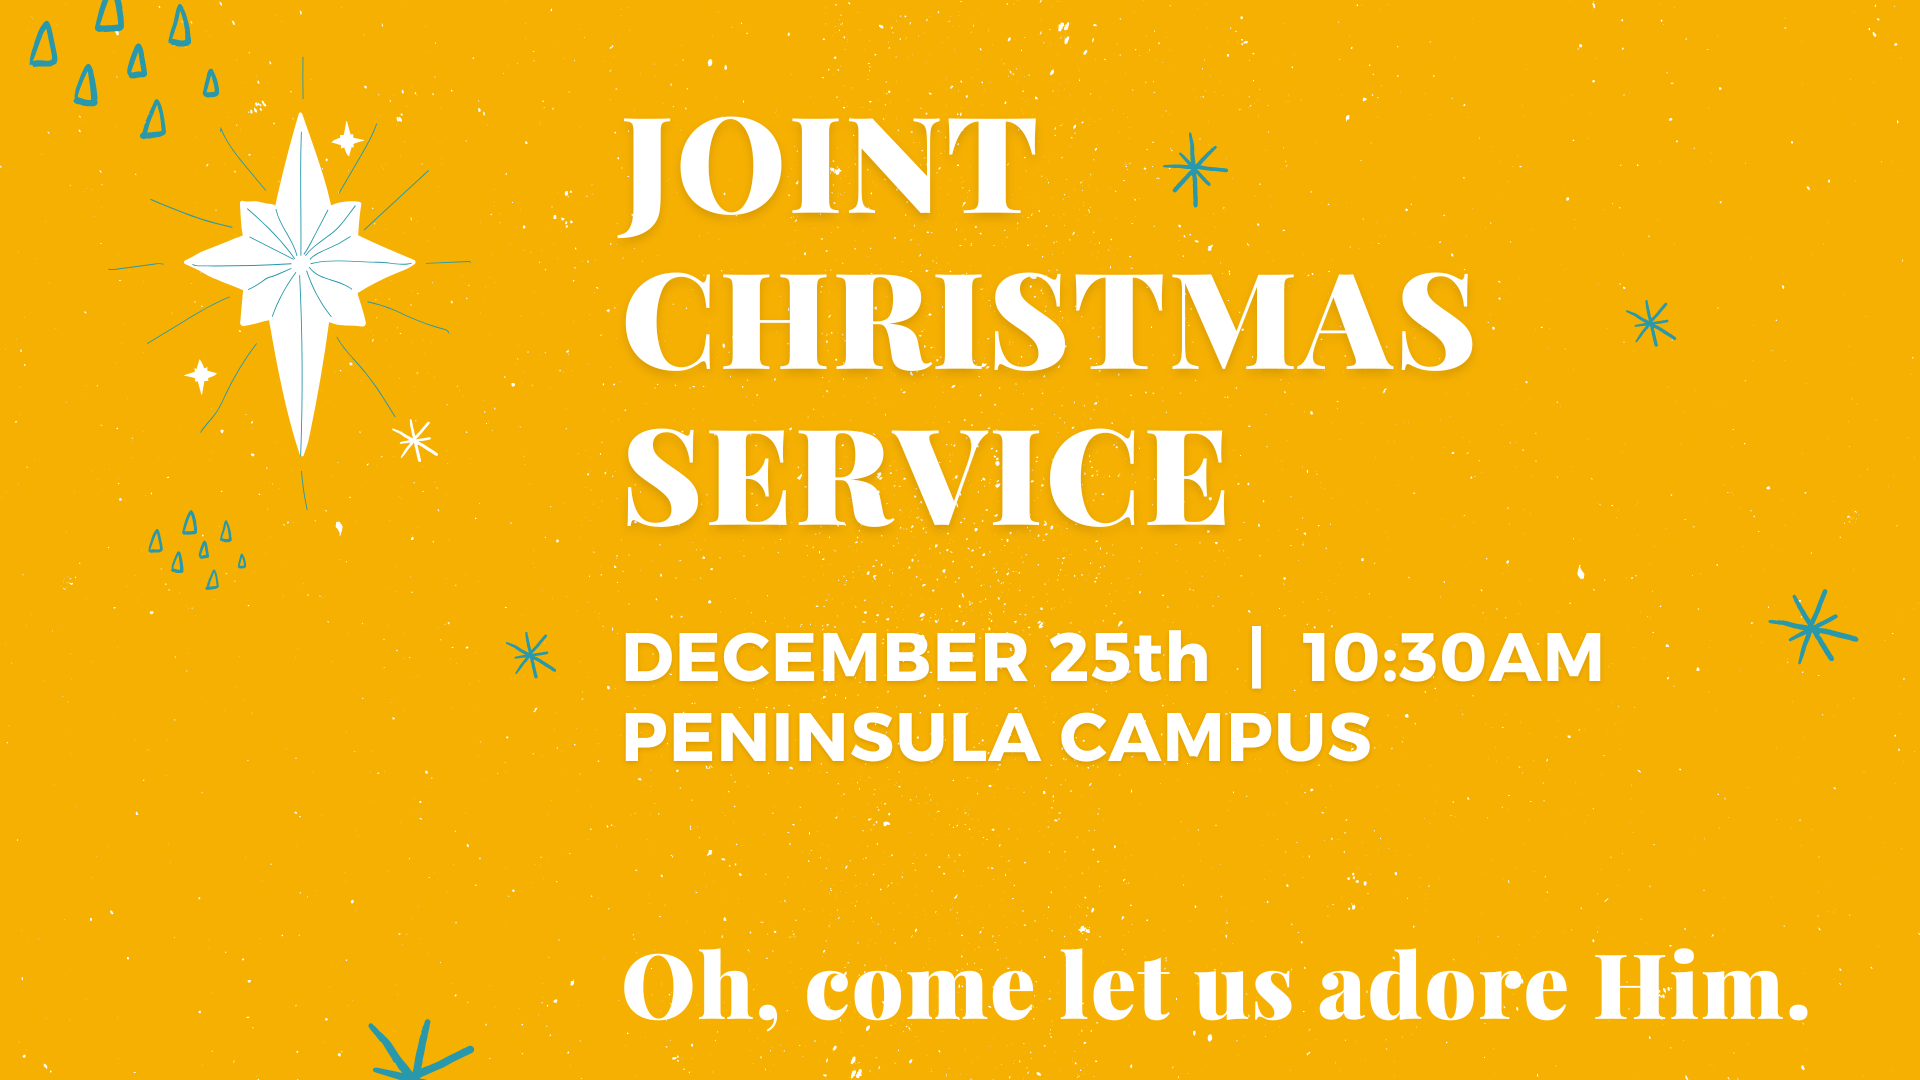 JOINT
CHRISTMAS
SERVICE
DECEMBER 25th | 10:30AM
PENINSULA CAMPUS
Oh, come let us adore Him.